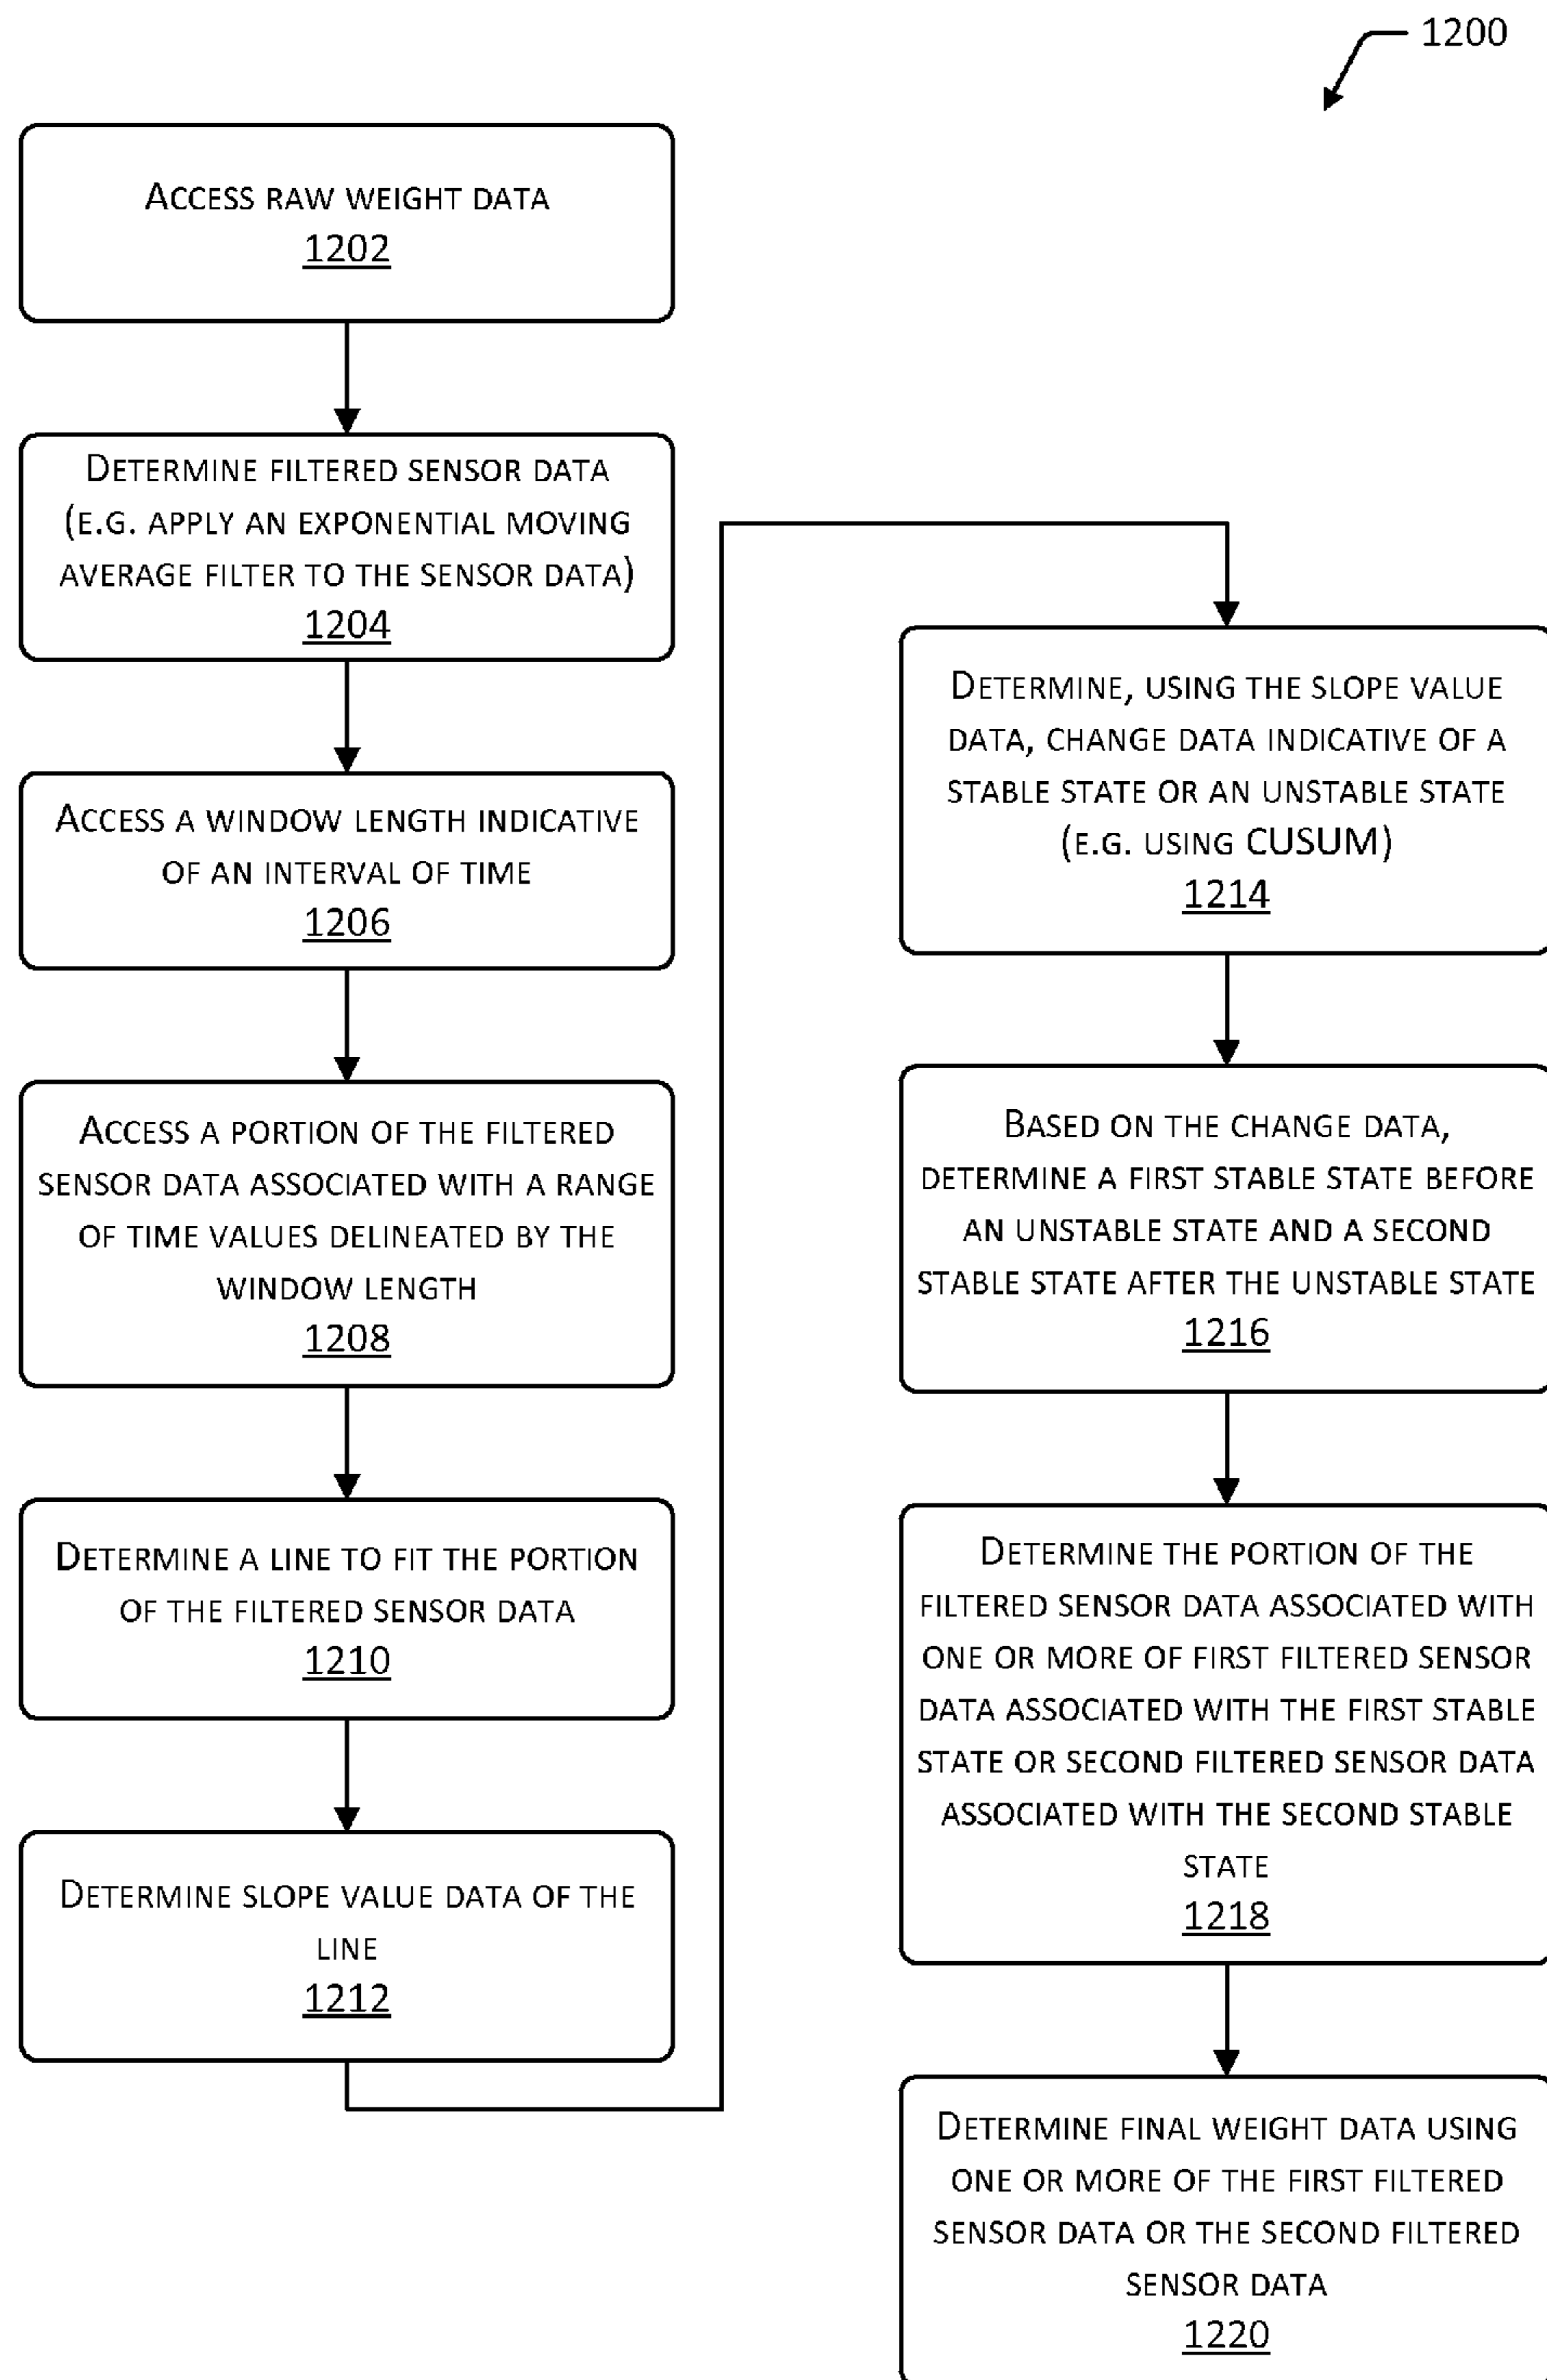 1200
ACCESS RAW WEIGHT DATA
1202
DETERMINE FILTERED SENSOR DATA
(E.G. APPLY AN EXPONENTIAL MOVING
AVERAGE FILTER TO THE SENSOR DATA)
1204
ACCESS A WINDOW LENGTH INDICATIVE
OF AN INTERVAL OF TIME
1206
ACCESS A PORTION OF THE FILTERED
SENSOR DATA ASSOCIATED WITH A RANGE
OF TIME VALUES DELINEATED BY THE
WINDOW LENGTH
1208
DETERMINE A LINE TO FIT THE PORTION
OF THE FILTERED SENSOR DATA
1210
DETERMINE SLOPE VALUE DATA OF THE
LINE
1212
DETERMINE, USING THE SLOPE VALUE
DATA, CHANGE DATA INDICATIVE OF A
STABLE STATE OR AN UNSTABLE STATE
(E.G. USING CUSUM)
1214
BASED ON THE CHANGE DATA,
DETERMINE A FIRST STABLE STATE BEFORE
AN UNSTABLE STATE AND A SECOND
STABLE STATE AFTER THE UNSTABLE STATE
1216
DETERMINE THE PORTION OF THE
FILTERED SENSOR DATA ASSOCIATED WITH
ONE OR MORE OF FIRST FILTERED SENSOR
DATA ASSOCIATED WITH THE FIRST STABLE
STATE OR SECOND FILTERED SENSOR DATA
ASSOCIATED WITH THE SECOND STABLE
STATE
1218
DETERMINE FINAL WEIGHT DATA USING
ONE OR MORE OF THE FIRST FILTERED
SENSOR DATA OR THE SECOND FILTERED
SENSOR DATA
1220